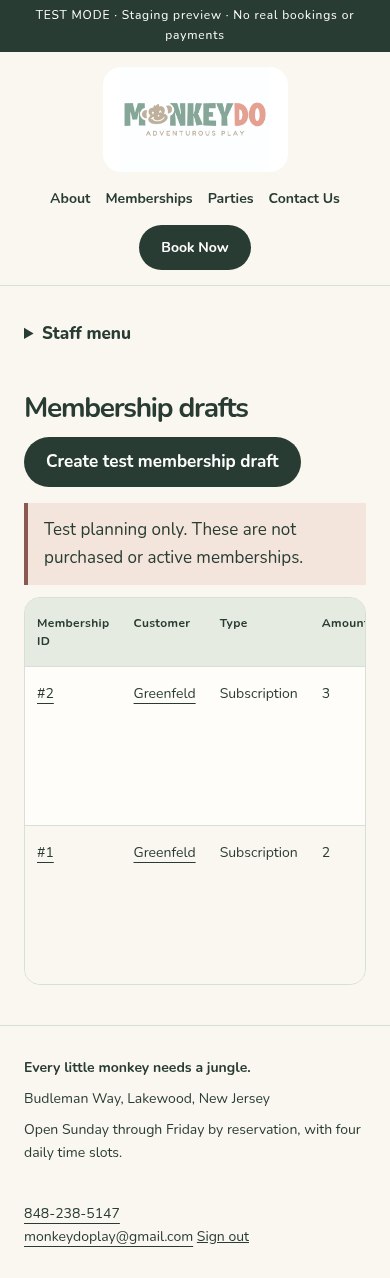 TEST MODE · Staging preview · No real bookings or
payments
MONKEYDO
ADVENTUROUS PLAY
About Memberships Parties Contact Us
Book Now
Staff menu
Membership drafts
Create test membership draft
Test planning only. These are not
purchased or active memberships.
Membership ID Customer Type Amount
#2 Greenfeld Subscription 3
#1 Greenfeld Subscription 2
Every little monkey needs a jungle.
Budleman Way, Lakewood, New Jersey
Open Sunday through Friday by reservation, with four
daily time slots.
848-238-5147
monkeydoplay@gmail.com Sign out